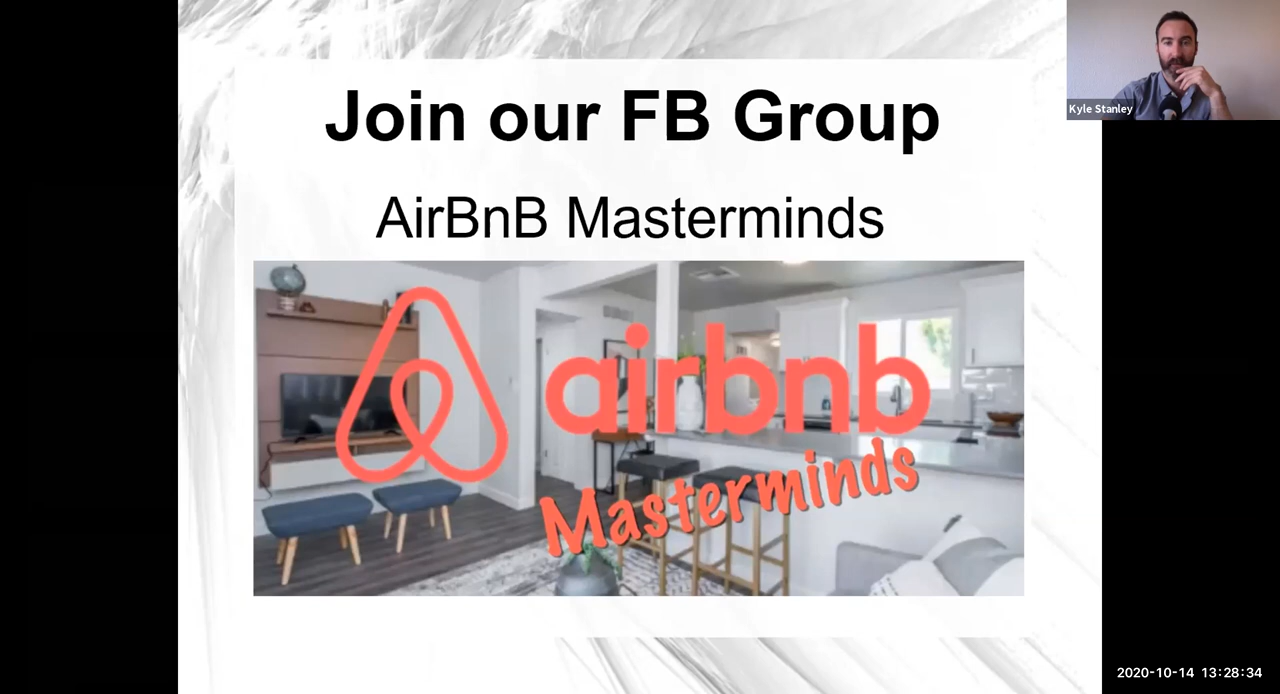 Join our FB Group
Kyle Stanley
AirBnB Masterminds
airbnb
Masterminds
2020-10-14 13:28:34